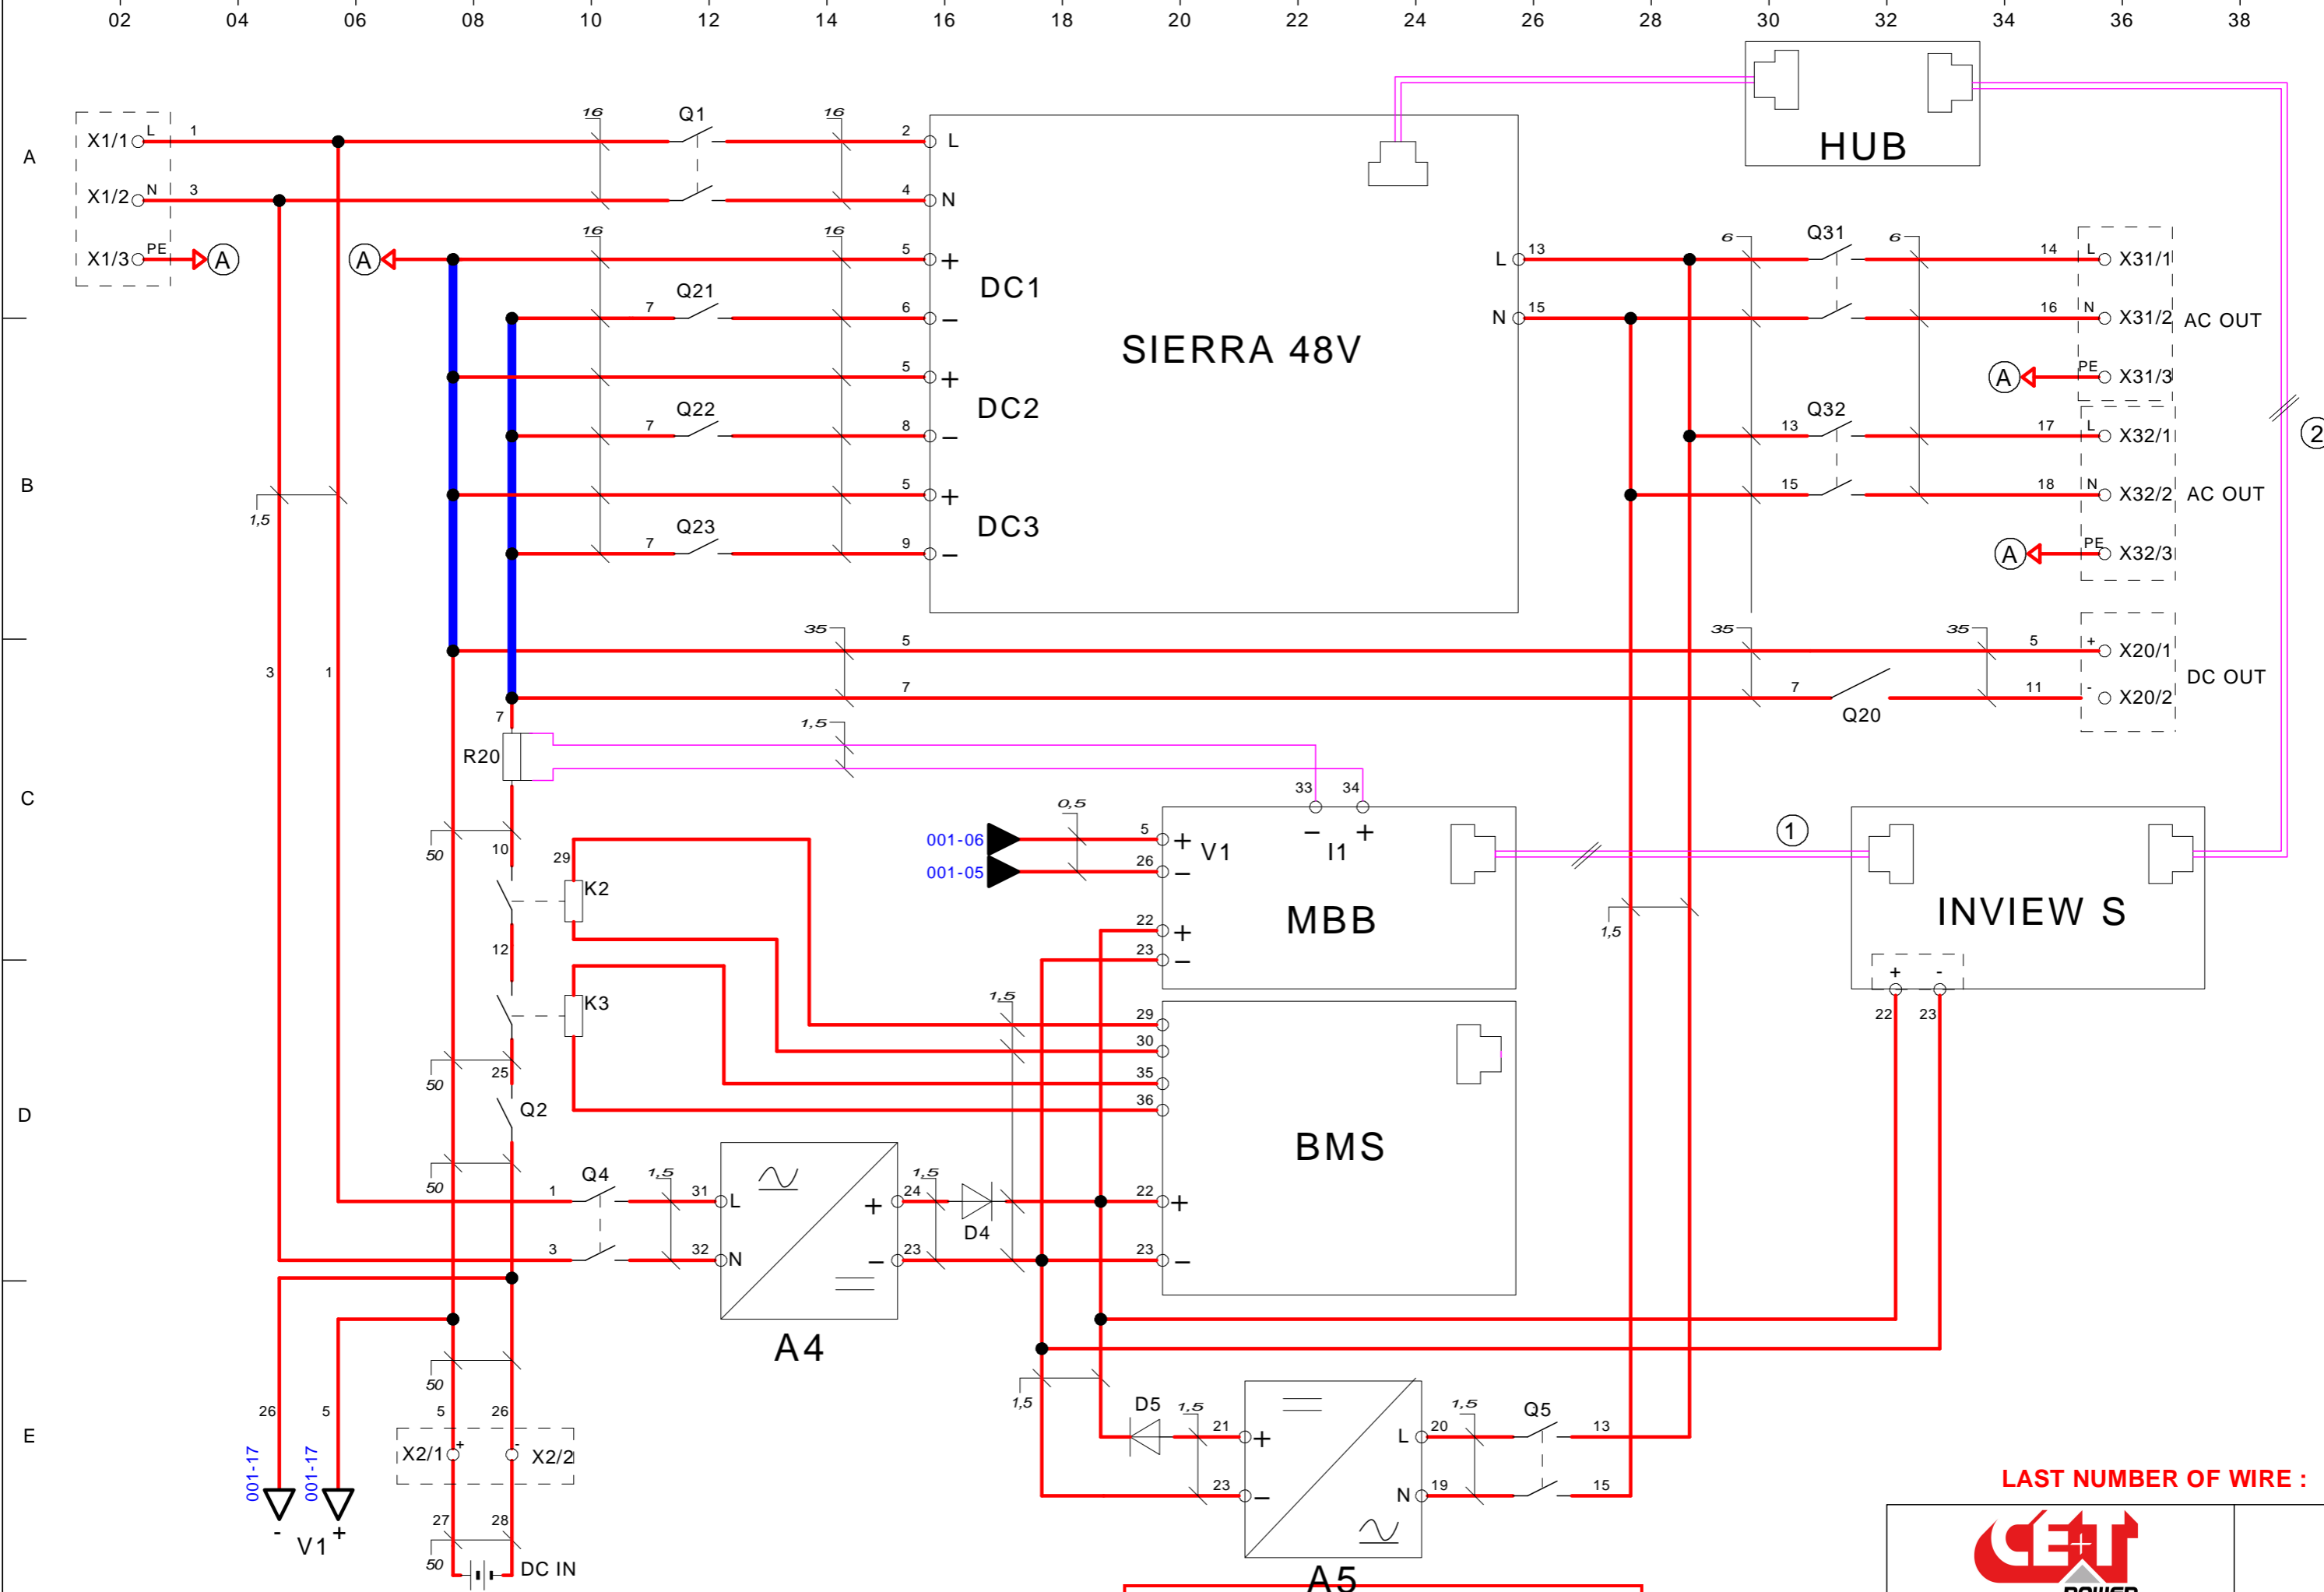 02 04 06 08 10 12 14 16 18 20 22 24 26 28 30 32 34 36 38
A
B
C
D
E
HUB
X1/1 L 1 16 Q1 16 2 L
X1/2 N 3 4 N
X1/3 PE A A 16 16 5 +
7 Q21 6 −
DC1
5 +
7 Q22 8 −
DC2
5 +
7 Q23 9 −
DC3
SIERRA 48V
L 13 6 Q31 6 14 L X31/1
N 15 16 N X31/2 AC OUT
A PE X31/3
13 Q32 17 L X32/1
15 18 N X32/2 AC OUT
A PE X32/3
2
1,5
3 1
35 5 35 35 5 + X20/1
7 7 Q20 11 - X20/2
DC OUT
7
R20
1,5
33 34
− +
I1
50 10
29 K2
12
K3
50 25
Q2
50
001-06 0,5 5 + V1
001-05 26 −
22 +
23 −
MBB
1
INVIEW S
+ -
22 23
1,5
1,5
29
30
35
36
BMS
22 +
23 −
1 Q4 1,5 31 L
3 32 N
+ 24 1,5 D4
− 23
A4
50
26 5 5 26
001-17 001-17
- V1 +
X2/1 + - X2/2
27 28
50 DC IN
1,5
D5 1,5 21 +
23 −
L 20 1,5 Q5 13
N 19 15
A5
LAST NUMBER OF WIRE :
CE+T
POWER